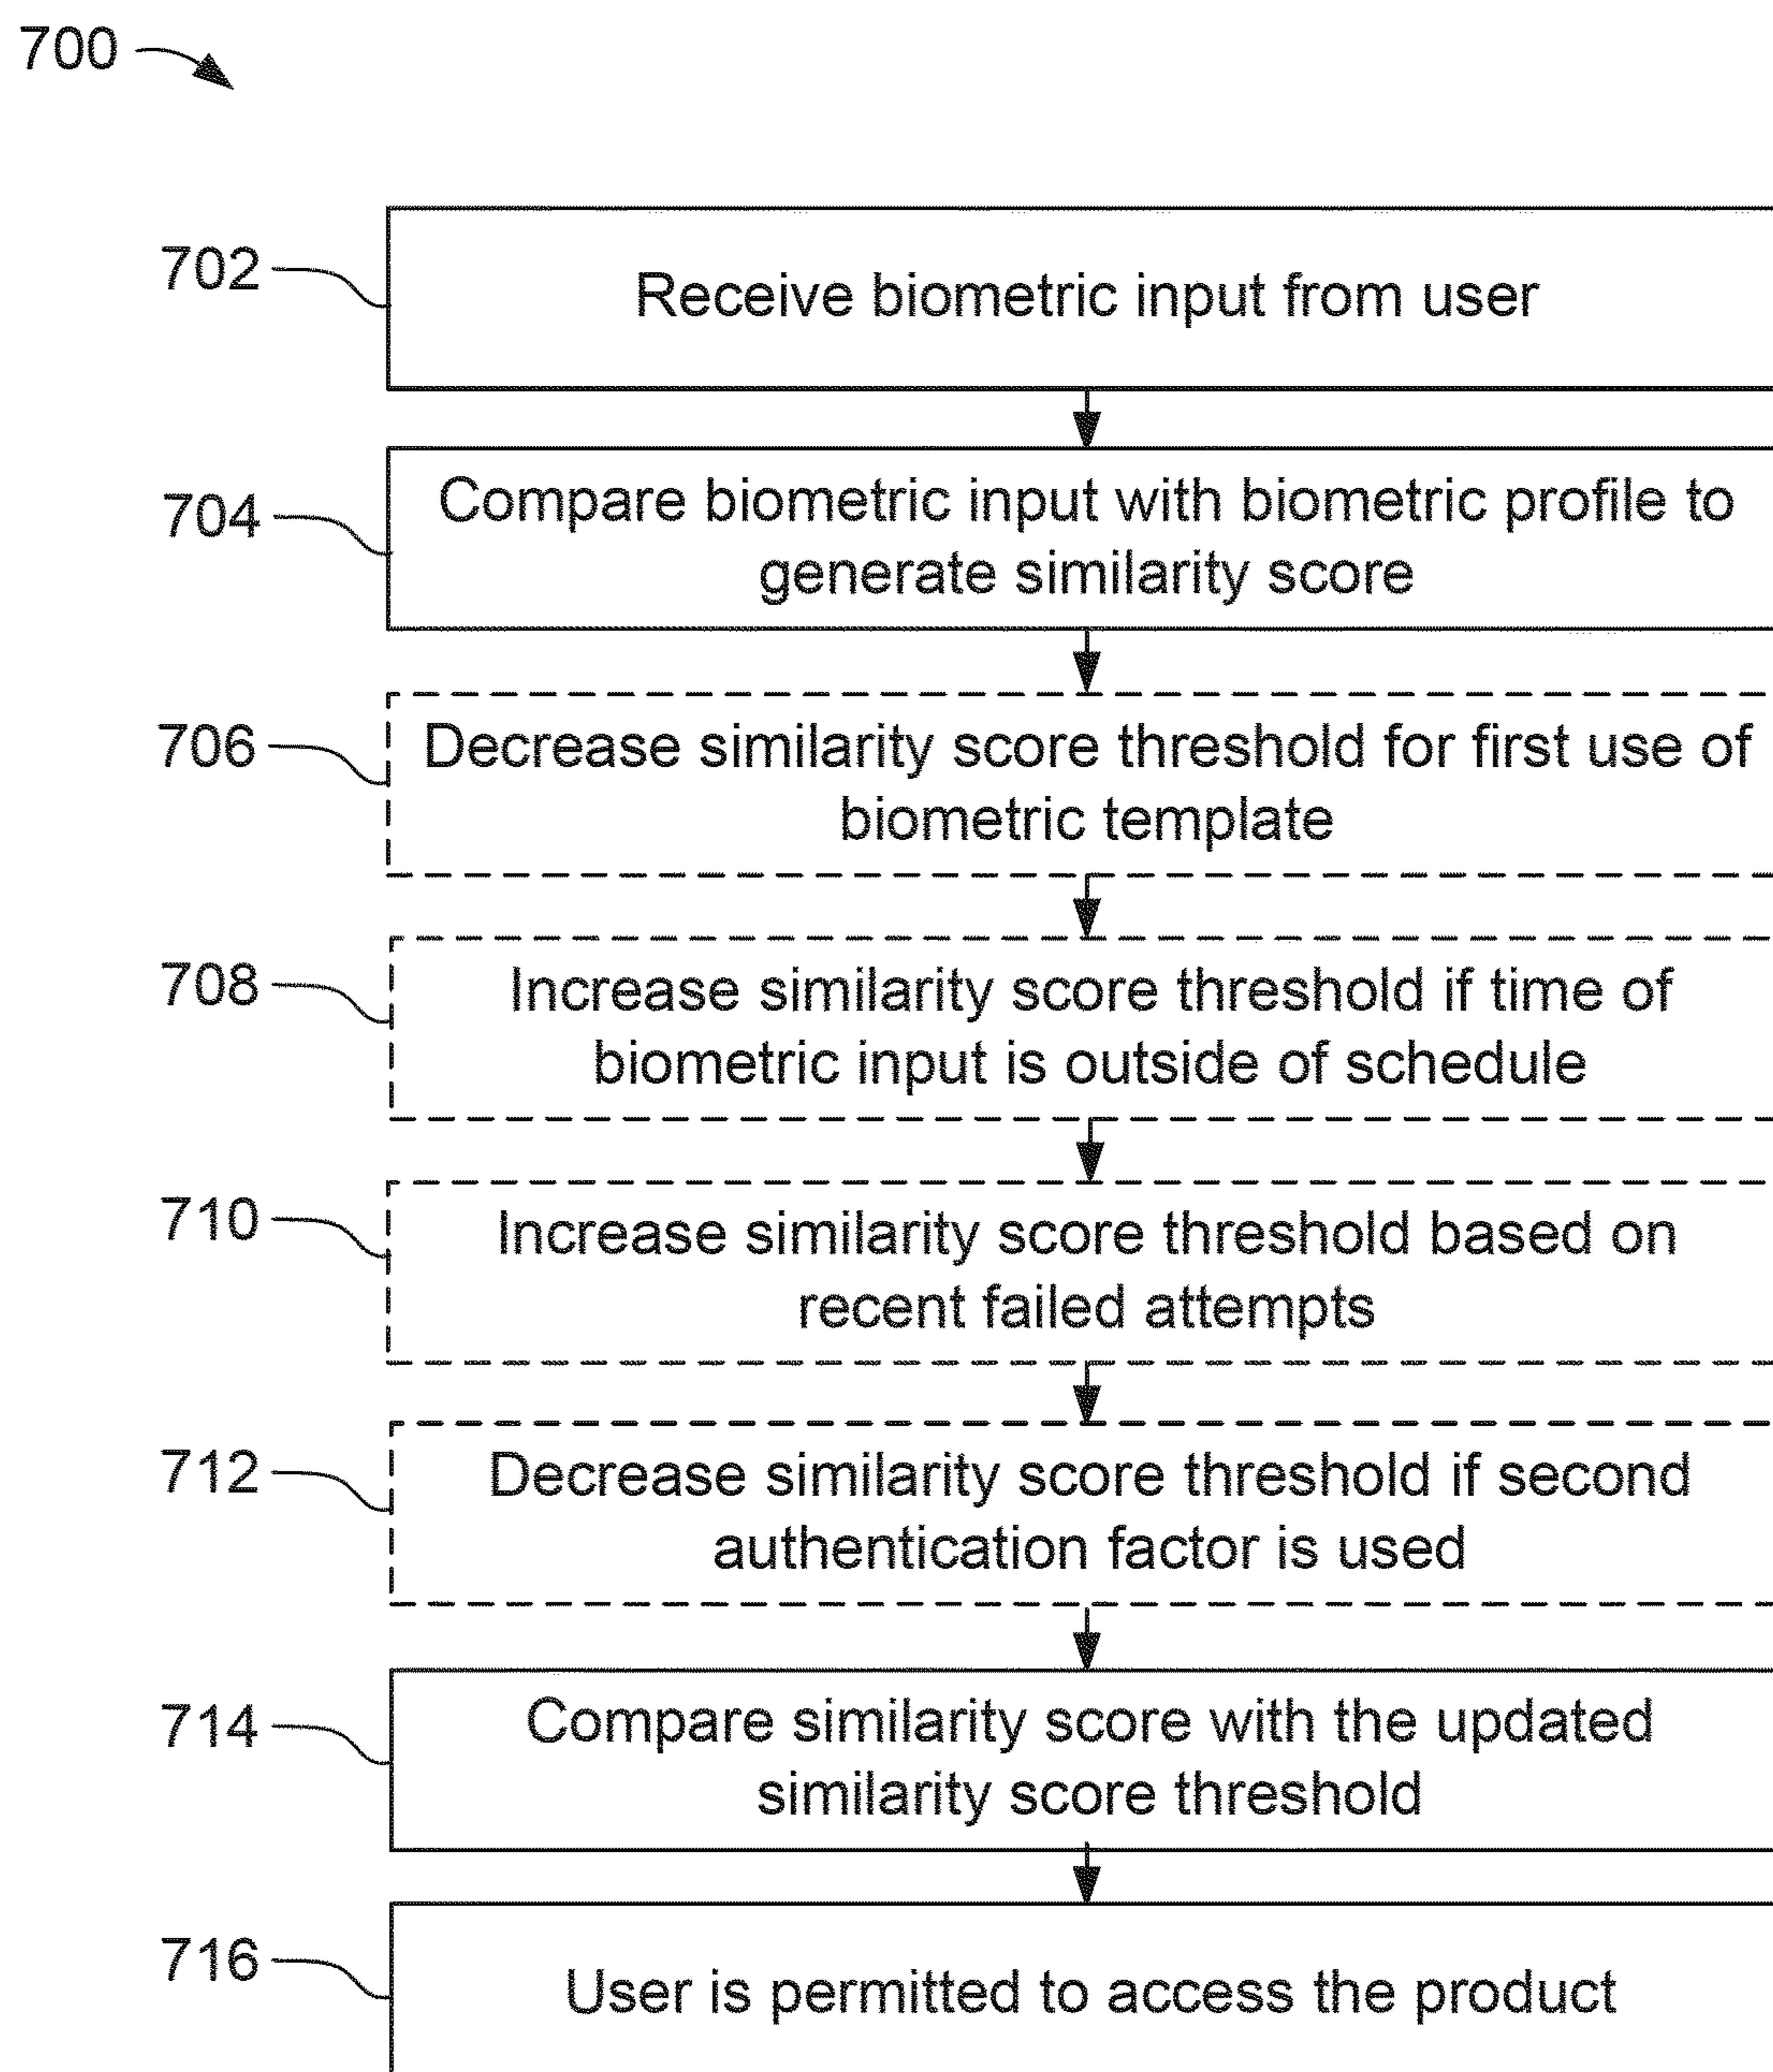 700
702
Receive biometric input from user
704
Compare biometric input with biometric profile to
generate similarity score
706
Decrease similarity score threshold for first use of
biometric template
708
Increase similarity score threshold if time of
biometric input is outside of schedule
710
Increase similarity score threshold based on
recent failed attempts
712
Decrease similarity score threshold if second
authentication factor is used
714
Compare similarity score with the updated
similarity score threshold
716
User is permitted to access the product